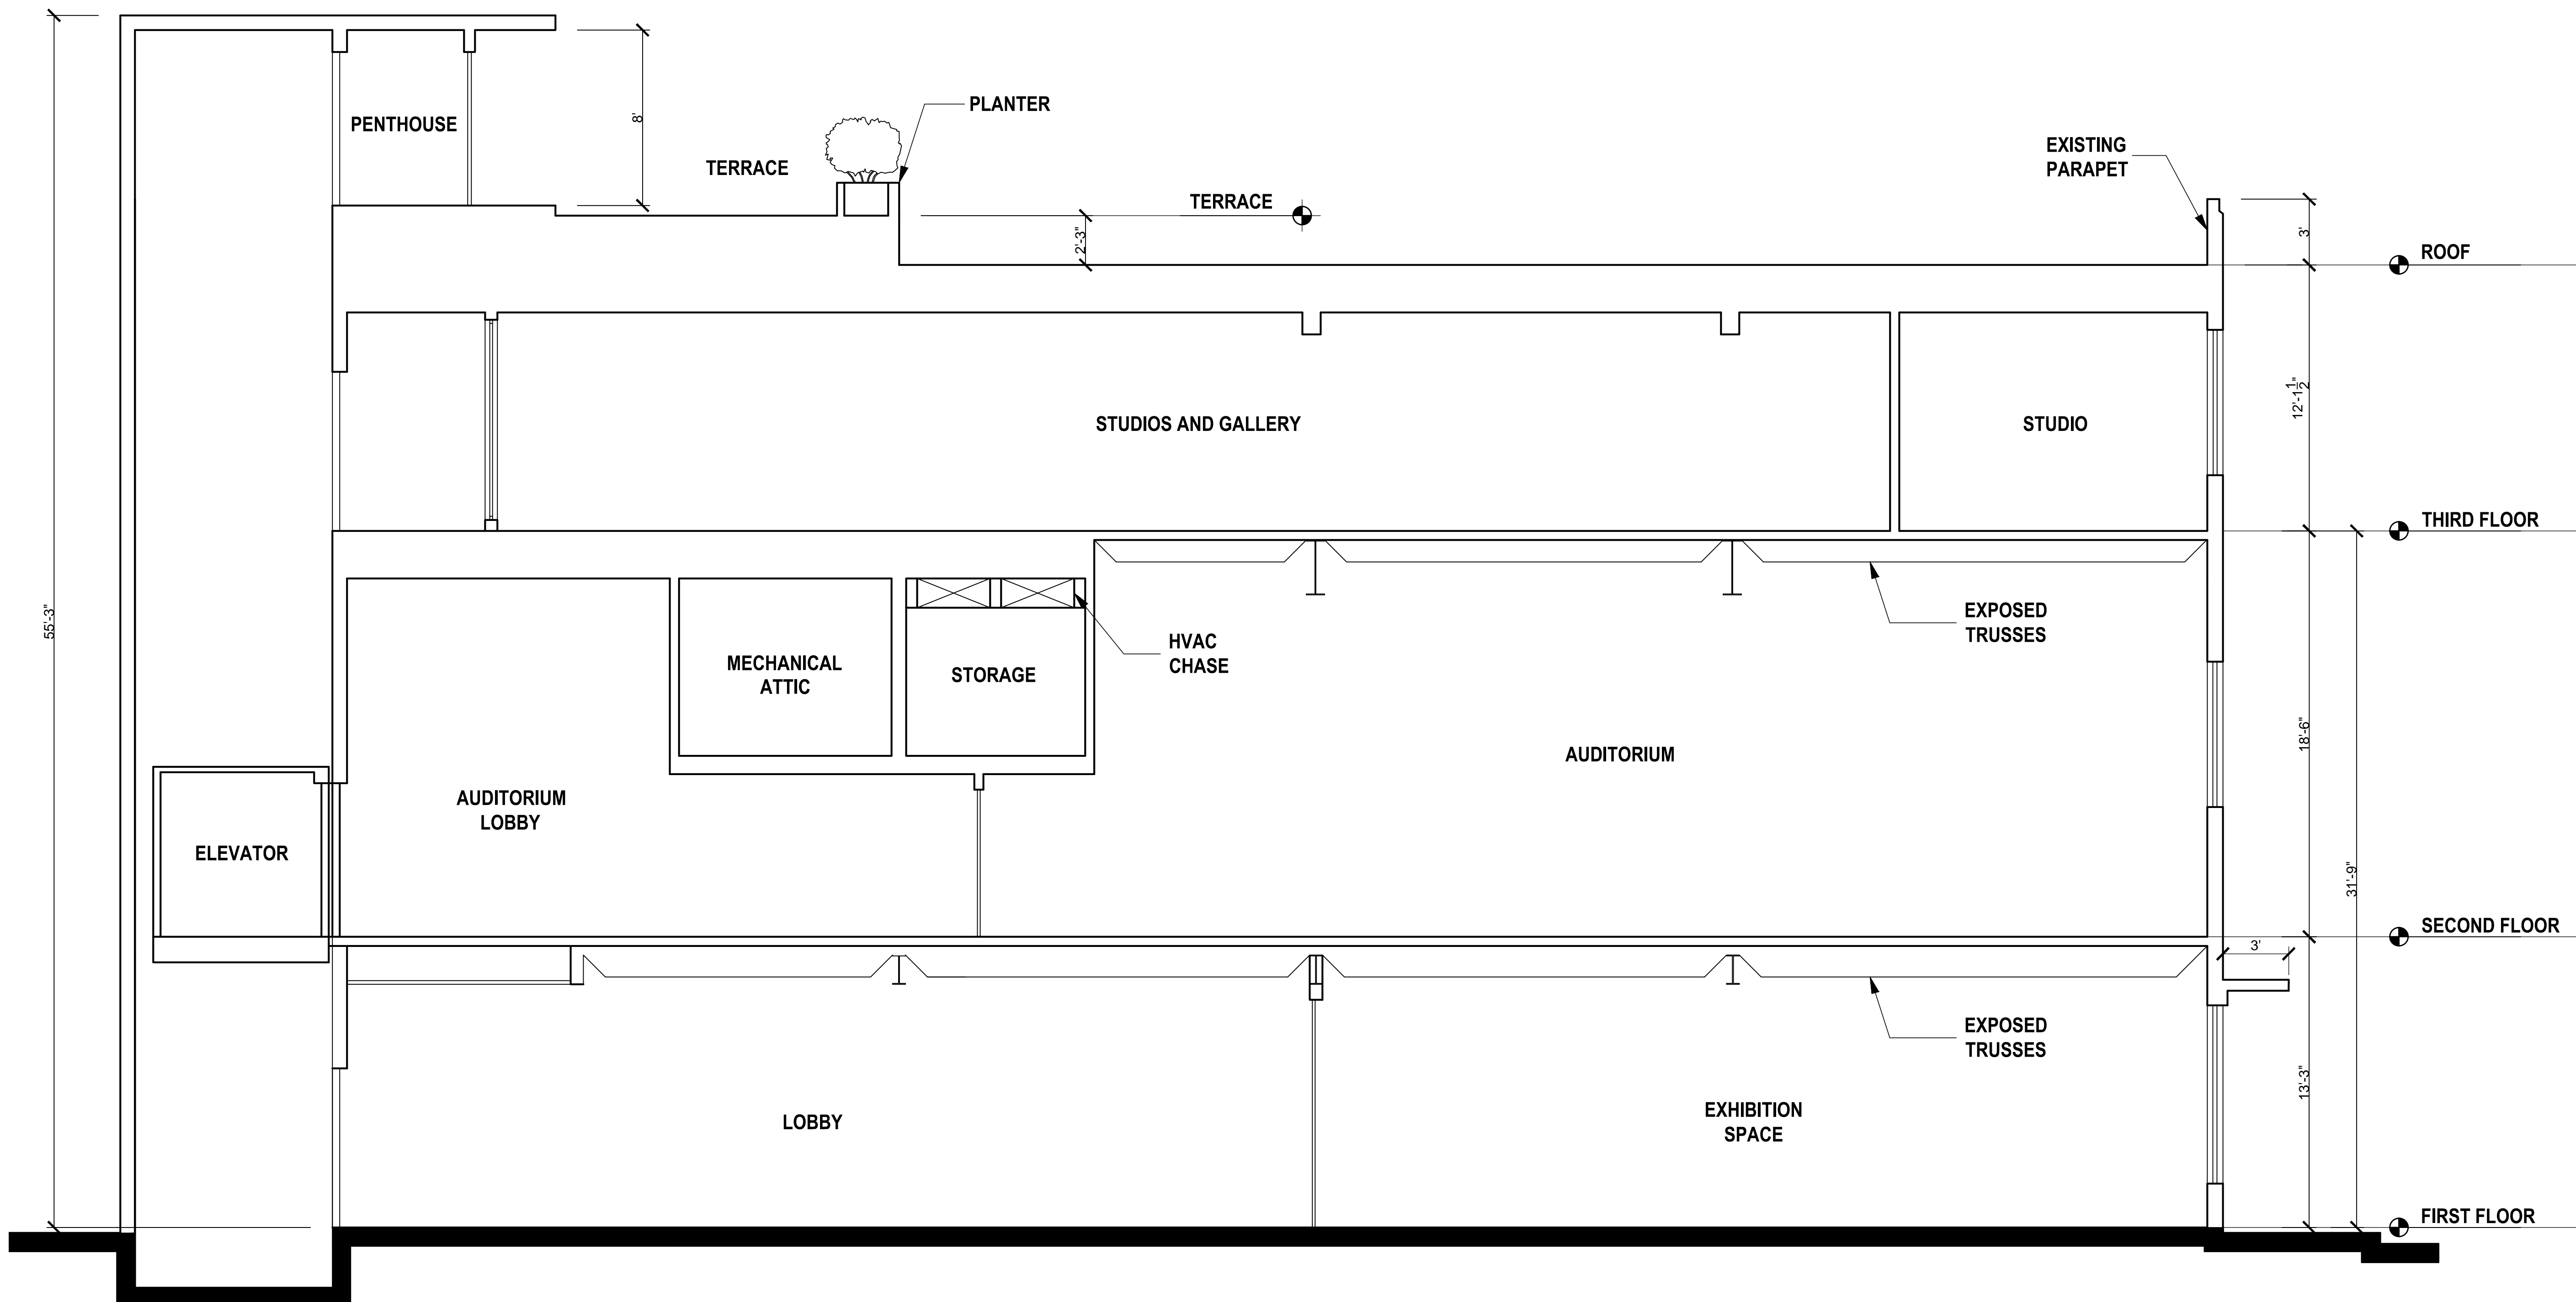 PENTHOUSE
8'
PLANTER
TERRACE
TERRACE
2'-3"
EXISTING
PARAPET
3'
ROOF
STUDIOS AND GALLERY
STUDIO
12'-1 1/2"
THIRD FLOOR
55'-3"
MECHANICAL
ATTIC
STORAGE
HVAC
CHASE
EXPOSED
TRUSSES
AUDITORIUM
18'-6"
AUDITORIUM
LOBBY
ELEVATOR
31'-9"
SECOND FLOOR
3'
EXPOSED
TRUSSES
LOBBY
EXHIBITION
SPACE
13'-3"
FIRST FLOOR